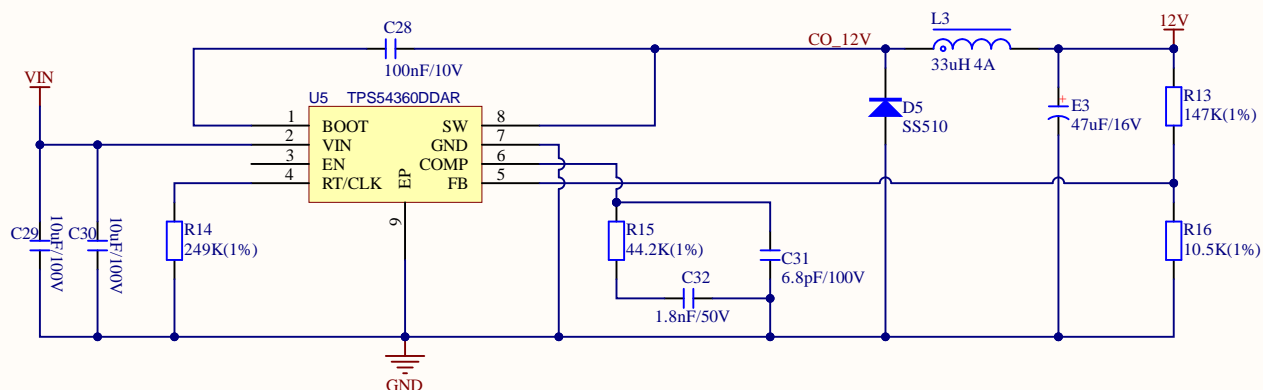 C28
100nF/10V
CO_12V
L3
33uH 4A
12V
VIN
U5 TPS54360DDAR
1 BOOT SW 8
2 VIN GND 7
3 EN COMP 6
4 RT/CLK EP FB 5
9
D5
SS510
E3
+
47uF/16V
R13
147K(1%)
C29
10uF/100V
C30
10uF/100V
R14
249K(1%)
R15
44.2K(1%)
C31
6.8pF/100V
C32
1.8nF/50V
R16
10.5K(1%)
GND